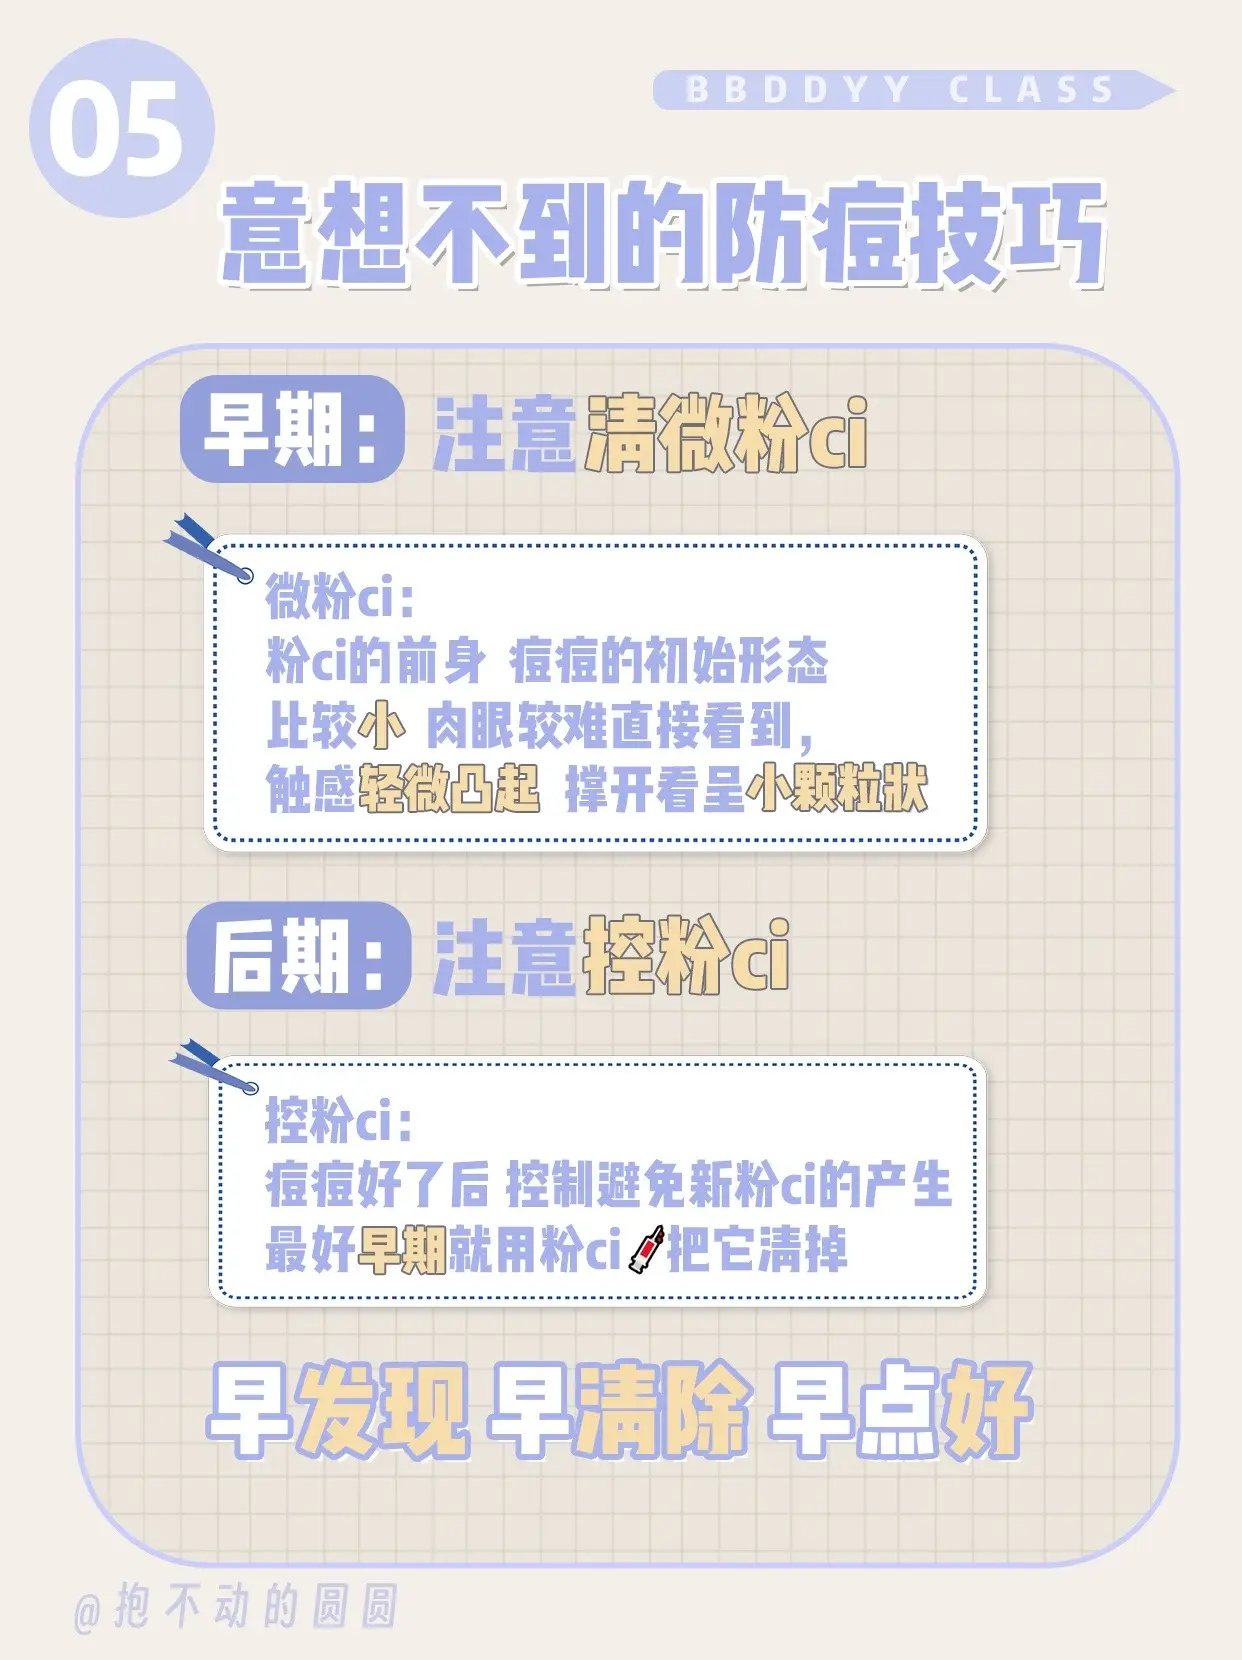 05
BBDDYY CLASS
意想不到的防痘技巧
早期：注意清微粉ci
微粉ci：
粉ci的前身 痘痘的初始形态
比较小 肉眼较难直接看到，
触感轻微凸起 撑开看呈小颗粒状
后期：注意控粉ci
控粉ci：
痘痘好了后 控制避免新粉ci的产生
最好早期就用粉ci💉把它清掉
早发现 早清除 早点好
@抱不动的圆圆